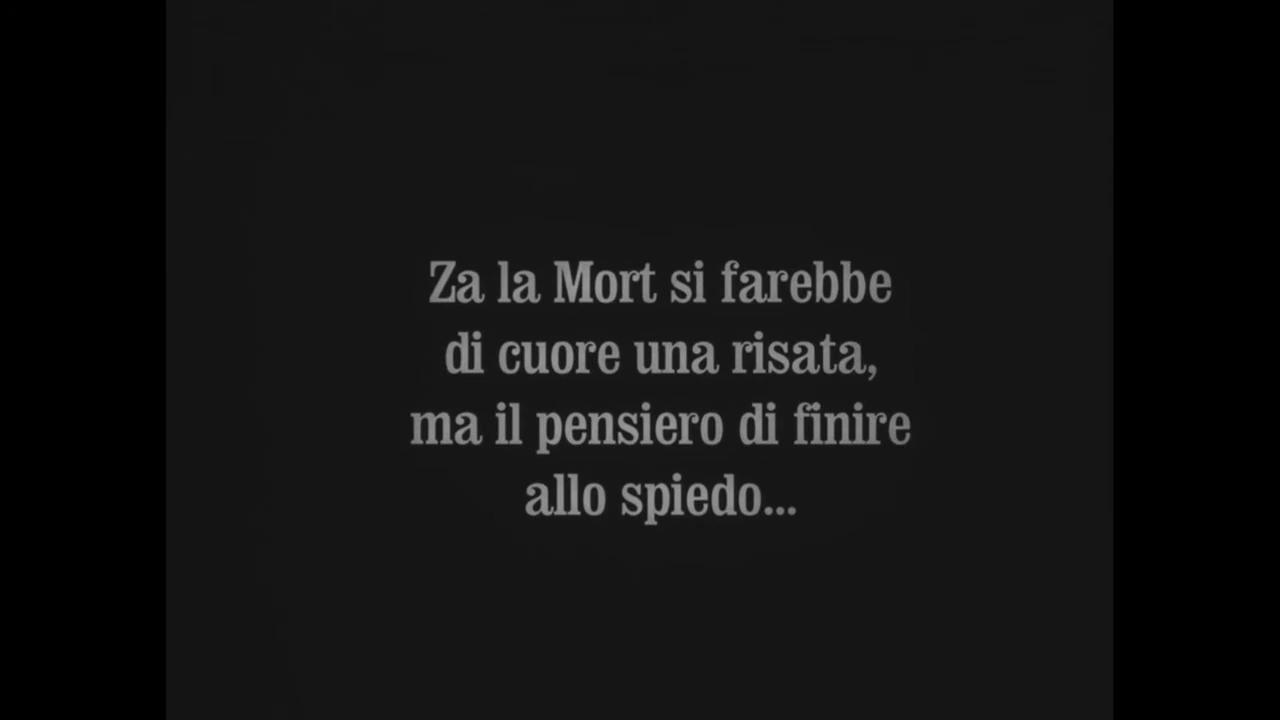 Za la Mort si farebbe
di cuore una risata,
ma il pensiero di finire
allo spiedo...